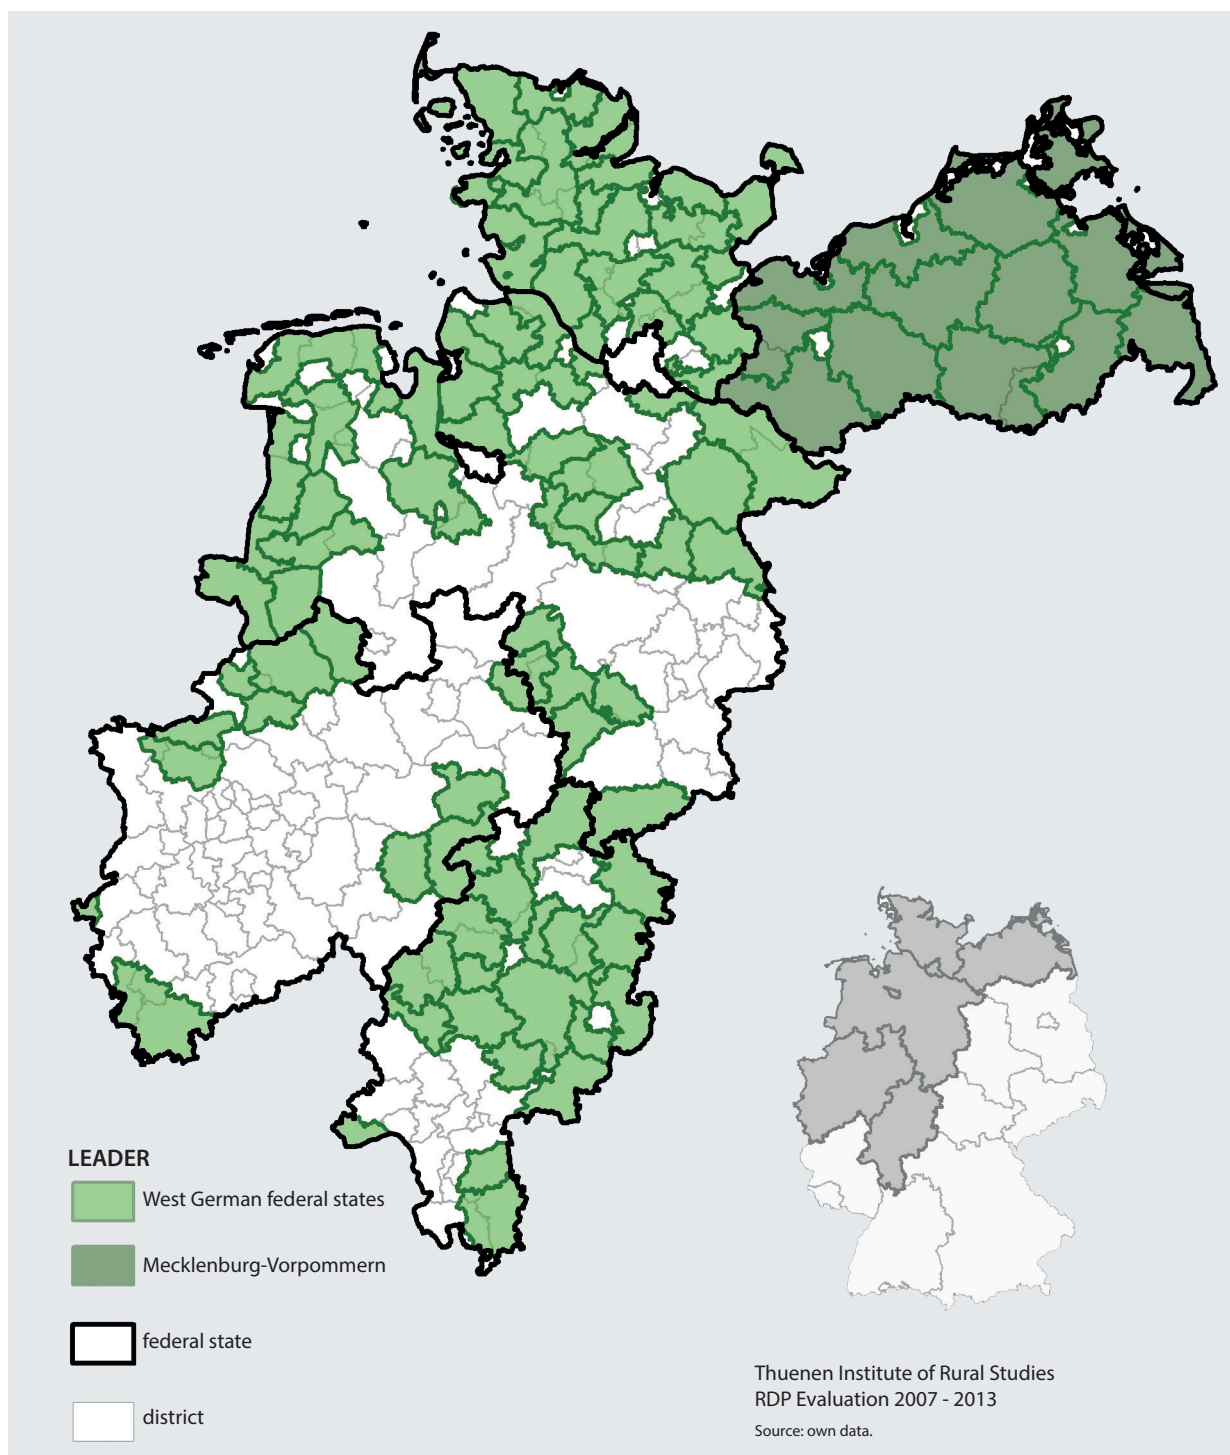 LEADER
West German federal states
Mecklenburg-Vorpommern
federal state
district
Thuenen Institute of Rural Studies
RDP Evaluation 2007 - 2013
Source: own data.